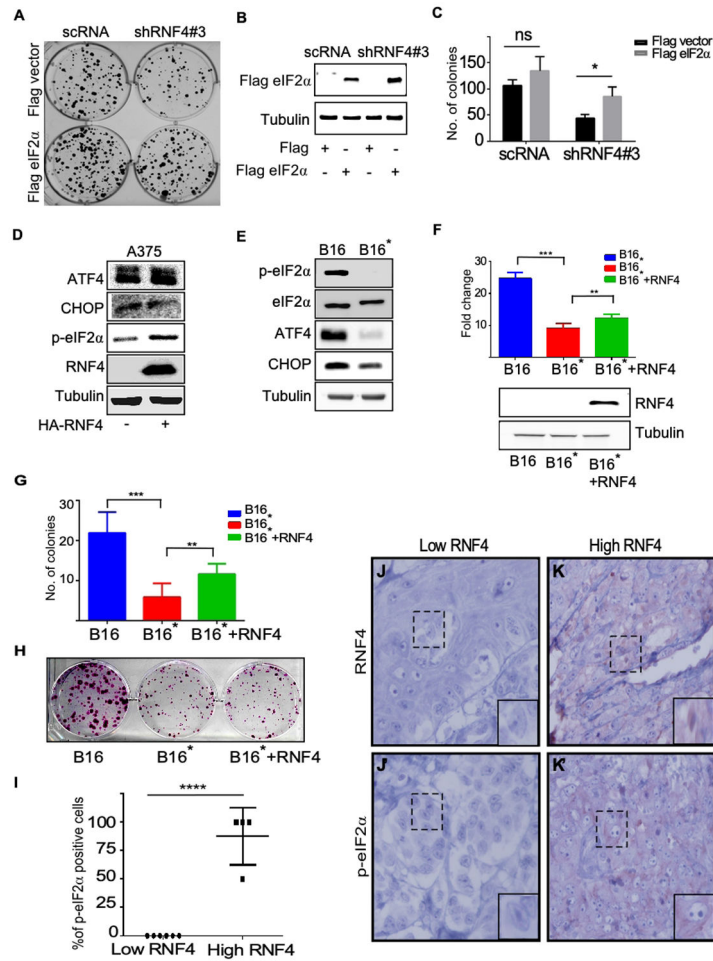 A
scRNA shRNF4#3
Flag vector
Flag eIF2α
B
scRNA shRNF4#3
Flag eIF2α
Tubulin
Flag + - + -
Flag eIF2α - + - +
C
Flag vector
Flag eIF2α
No. of colonies
150
100
50
0
ns
*
scRNA shRNF4#3
D
A375
ATF4
CHOP
p-eIF2α
RNF4
Tubulin
HA-RNF4 - +
E
B16 B16*
p-eIF2α
eIF2α
ATF4
CHOP
Tubulin
F
B16
B16*
B16*+RNF4
Fold change
30
20
10
***
**
B16 B16* B16*+RNF4
RNF4
Tubulin
B16 B16* B16*
+RNF4
G
No. of colonies
30
20
10
***
**
B16
B16*
B16*+RNF4
B16 B16* B16*+RNF4
H
B16 B16* B16*+RNF4
I
%of p-eIF2α positive cells
100
75
50
25
0
****
Low RNF4 High RNF4
Low RNF4 High RNF4
RNF4
J K
p-eIF2α
J' K'